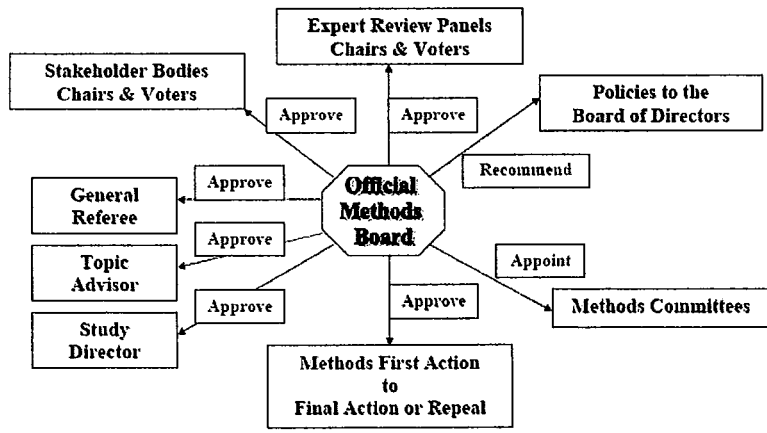 Expert Review Panels
Chairs & Voters
Stakeholder Bodies
Chairs & Voters
Policies to the
Board of Directors
Approve
Approve
Recommend
Approve
General
Referee
Official
Methods
Board
Approve
Topic
Advisor
Appoint
Approve
Methods Committees
Approve
Study
Director
Methods First Action
to
Final Action or Repeal